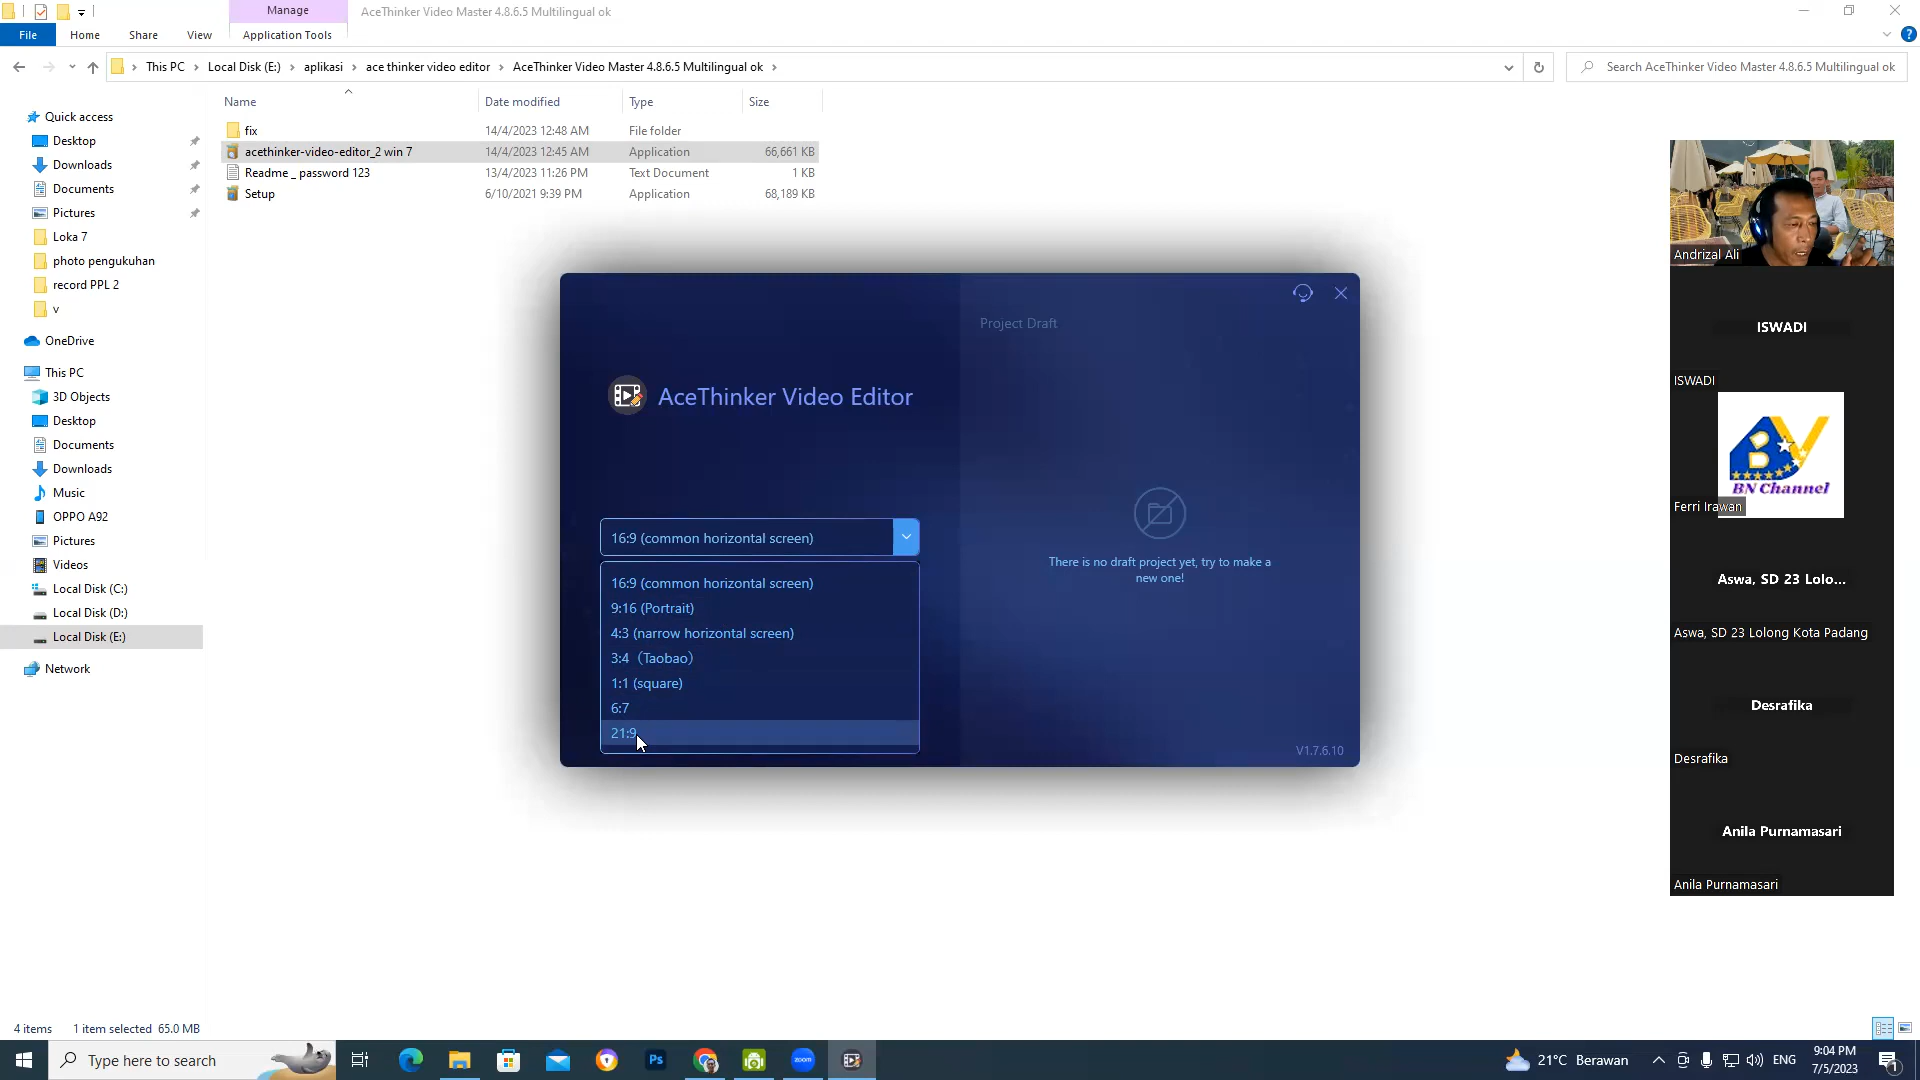 Manage
AceThinker Video Master 4.8.6.5 Multilingual ok
File
Home
Share
View
Application Tools
This PC
Local Disk (E:)
aplikasi
ace thinker video editor
AceThinker Video Master 4.8.6.5 Multilingual ok
Search AceThinker Video Master 4.8.6.5 Multilingual ok
Name
Date modified
Type
Size
fix
14/4/2023 12:48 AM
File folder
acethinker-video-editor_2 win 7
14/4/2023 12:45 AM
Application
66,661 KB
Readme _ password 123
13/4/2023 11:26 PM
Text Document
1 KB
Setup
6/10/2021 9:39 PM
Application
68,189 KB
Quick access
Desktop
Downloads
Documents
Pictures
Loka 7
photo pengukuhan
record PPL 2
v
OneDrive
This PC
3D Objects
Desktop
Documents
Downloads
Music
OPPO A92
Pictures
Videos
Local Disk (C:)
Local Disk (D:)
Local Disk (E:)
Network
Project Draft
AceThinker Video Editor
16:9 (common horizontal screen)
16:9 (common horizontal screen)
9:16 (Portrait)
4:3 (narrow horizontal screen)
3:4（Taobao）
1:1 (square)
6:7
21:9
There is no draft project yet, try to make a
new one!
V1.7.6.10
Andrizal Ali
ISWADI
ISWADI
BV
BN Channel
Ferri Irawan
Aswa, SD 23 Lolo...
Aswa, SD 23 Lolong Kota Padang
Desrafika
Desrafika
Anila Purnamasari
Anila Purnamasari
4 items
1 item selected 65.0 MB
Type here to search
Ps
zoom
21°C Berawan
ENG
9:04 PM
7/5/2023
1